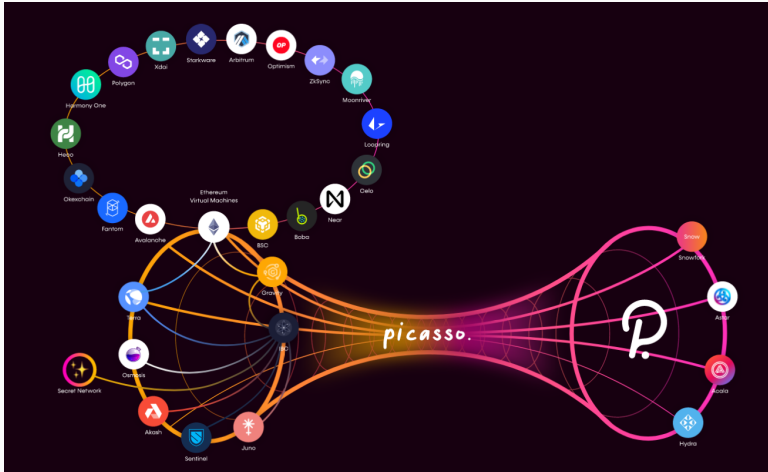 Starkware
Arbitrum
Optimism
ZkSync
Xdai
Polygon
Moonriver
Harmony One
Loopring
Heco
Celo
Okexchain
Near
Fantom
Boba
BSC
Avalanche
Ethereum
Virtual Machines
OP
Gravity
Terra
IBC
Osmosis
Secret Network
Akash
Sentinel
Juno
picasso.
Snow
Snowfork
Astar
Acala
Hydra